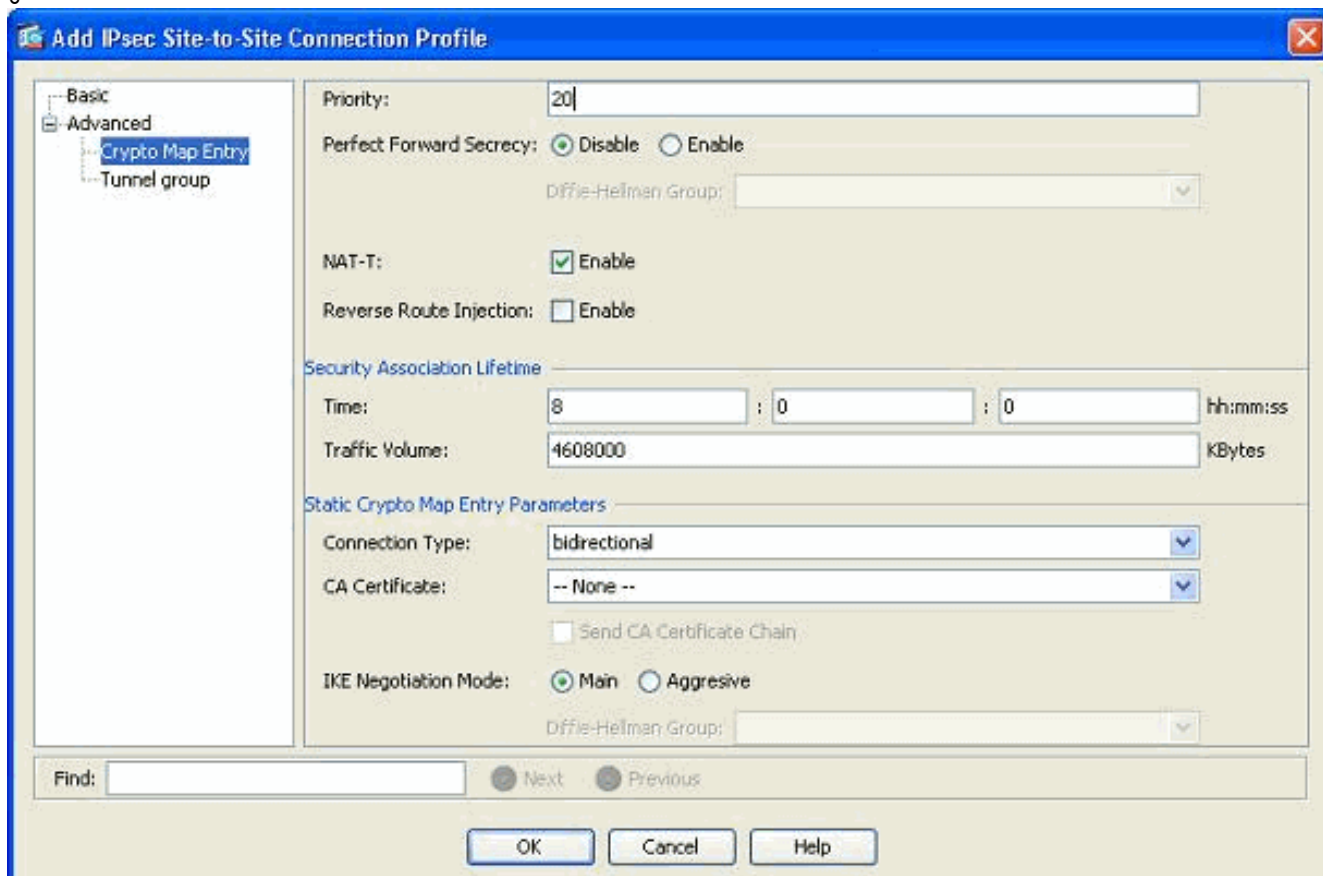 Add IPsec Site-to-Site Connection Profile
Basic
Advanced
Crypto Map Entry
Tunnel group
Priority: 20
Perfect Forward Secrecy: Disable Enable
Diffie-Hellman Group:
NAT-T: Enable
Reverse Route Injection: Enable
Security Association Lifetime
Time: 8 : 0 : 0 hh:mm:ss
Traffic Volume: 4608000 KBytes
Static Crypto Map Entry Parameters
Connection Type: bidirectional
CA Certificate: -- None --
Send CA Certificate Chain
IKE Negotiation Mode: Main Aggresive
Diffie-Hellman Group:
Find: Next Previous
OK Cancel Help